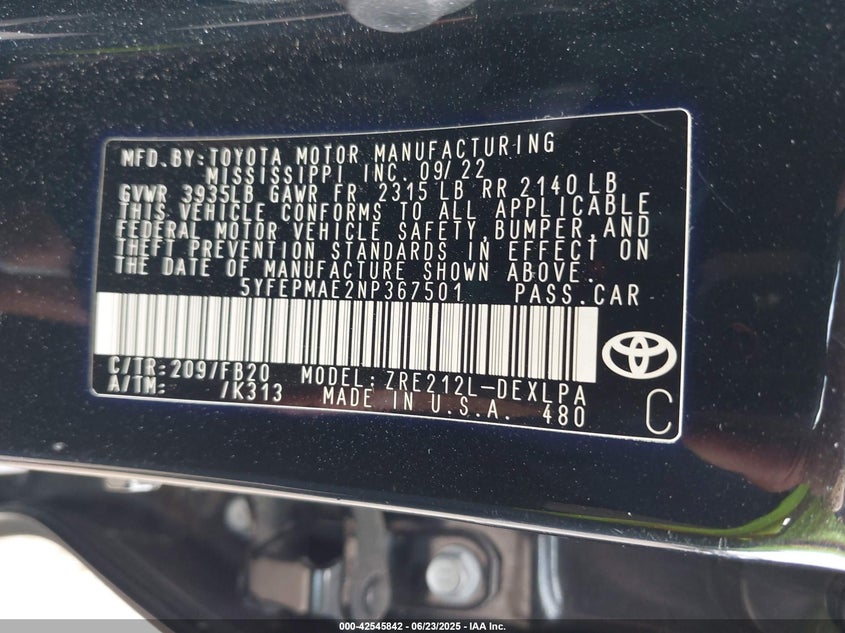 MFD.BY:TOYOTA MOTOR MANUFACTURING
MISSISSIPPI INC. 09/22
GVWR 3935LB GAWR FR 2315 LB RR 2140 LB
THIS VEHICLE CONFORMS TO ALL APPLICABLE
FEDERAL MOTOR VEHICLE SAFETY,BUMPER,AND
THEFT PREVENTION STANDARDS IN EFFECT ON
THE DATE OF MANUFACTURE SHOWN ABOVE.
5YFEPMAE2NP367501 PASS.CAR
C/TR:209/FB20 MODEL:ZRE212L-DEXLPA
A/TM: /K313 MADE IN U.S.A. 480 C
000-42545842 - 06/23/2025 - IAA Inc.